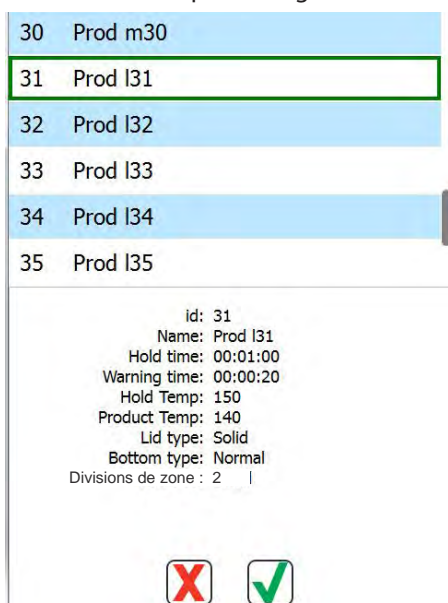 30 Prod m30
31 Prod l31
32 Prod l32
33 Prod l33
34 Prod l34
35 Prod l35
id: 31
Name: Prod l31
Hold time: 00:01:00
Warning time: 00:00:20
Hold Temp: 150
Product Temp: 140
Lid type: Solid
Bottom type: Normal
Divisions de zone : 2 |